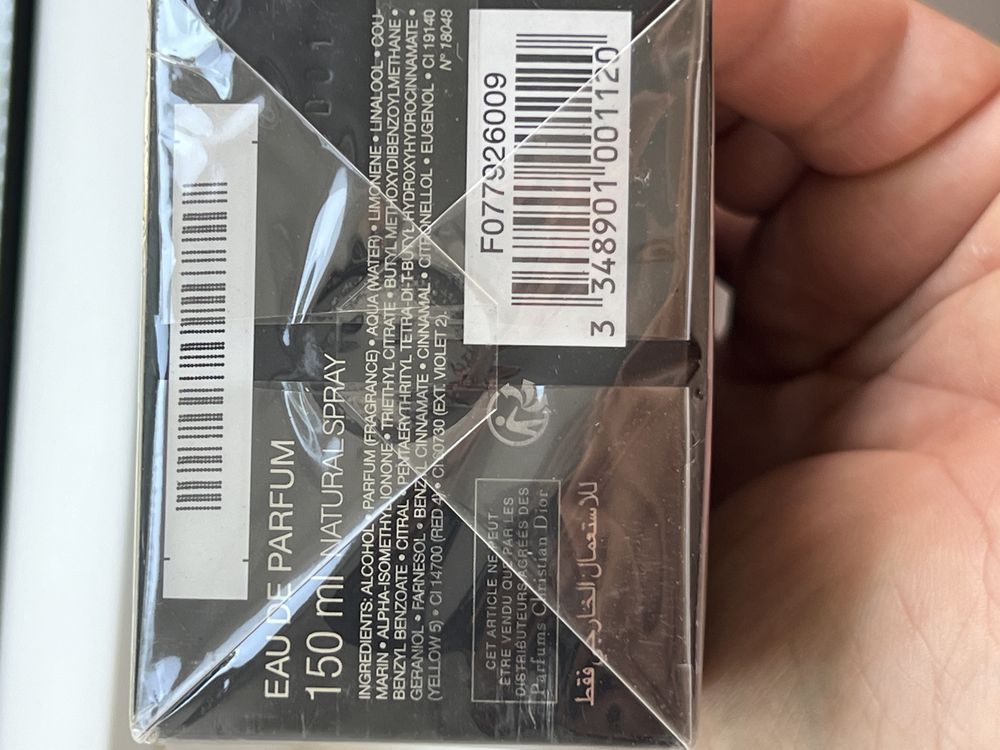 EAU DE PARFUM
150 ml NATURAL SPRAY
INGREDIENTS: ALCOHOL • PARFUM (FRAGRANCE) • AQUA (WATER) • LIMONENE • LINALOOL • COU-
MARIN • ALPHA-ISOMETHYL IONONE • TRIETHYL CITRATE • BUTYL METHOXYDIBENZOYLMETHANE •
BENZYL BENZOATE • CITRAL • PENTAERYTHRITYL TETRA-DI-T-BUTYL HYDROXYHYDROCINNAMATE •
GERANIOL • FARNESOL • BENZYL CINNAMATE • CINNAMAL • CITRONELLOL • EUGENOL • CI 19140
(YELLOW 5) • CI 14700 (RED 4) • CI 60730 (EXT. VIOLET 2).
N° 18048
F077926009
3 348901 001120
CET ARTICLE NE PEUT
ÊTRE VENDU QUE PAR LES
DISTRIBUTEURS AGRÉÉS DES
Parfums Christian Dior
للاستعمال الخارجي فقط